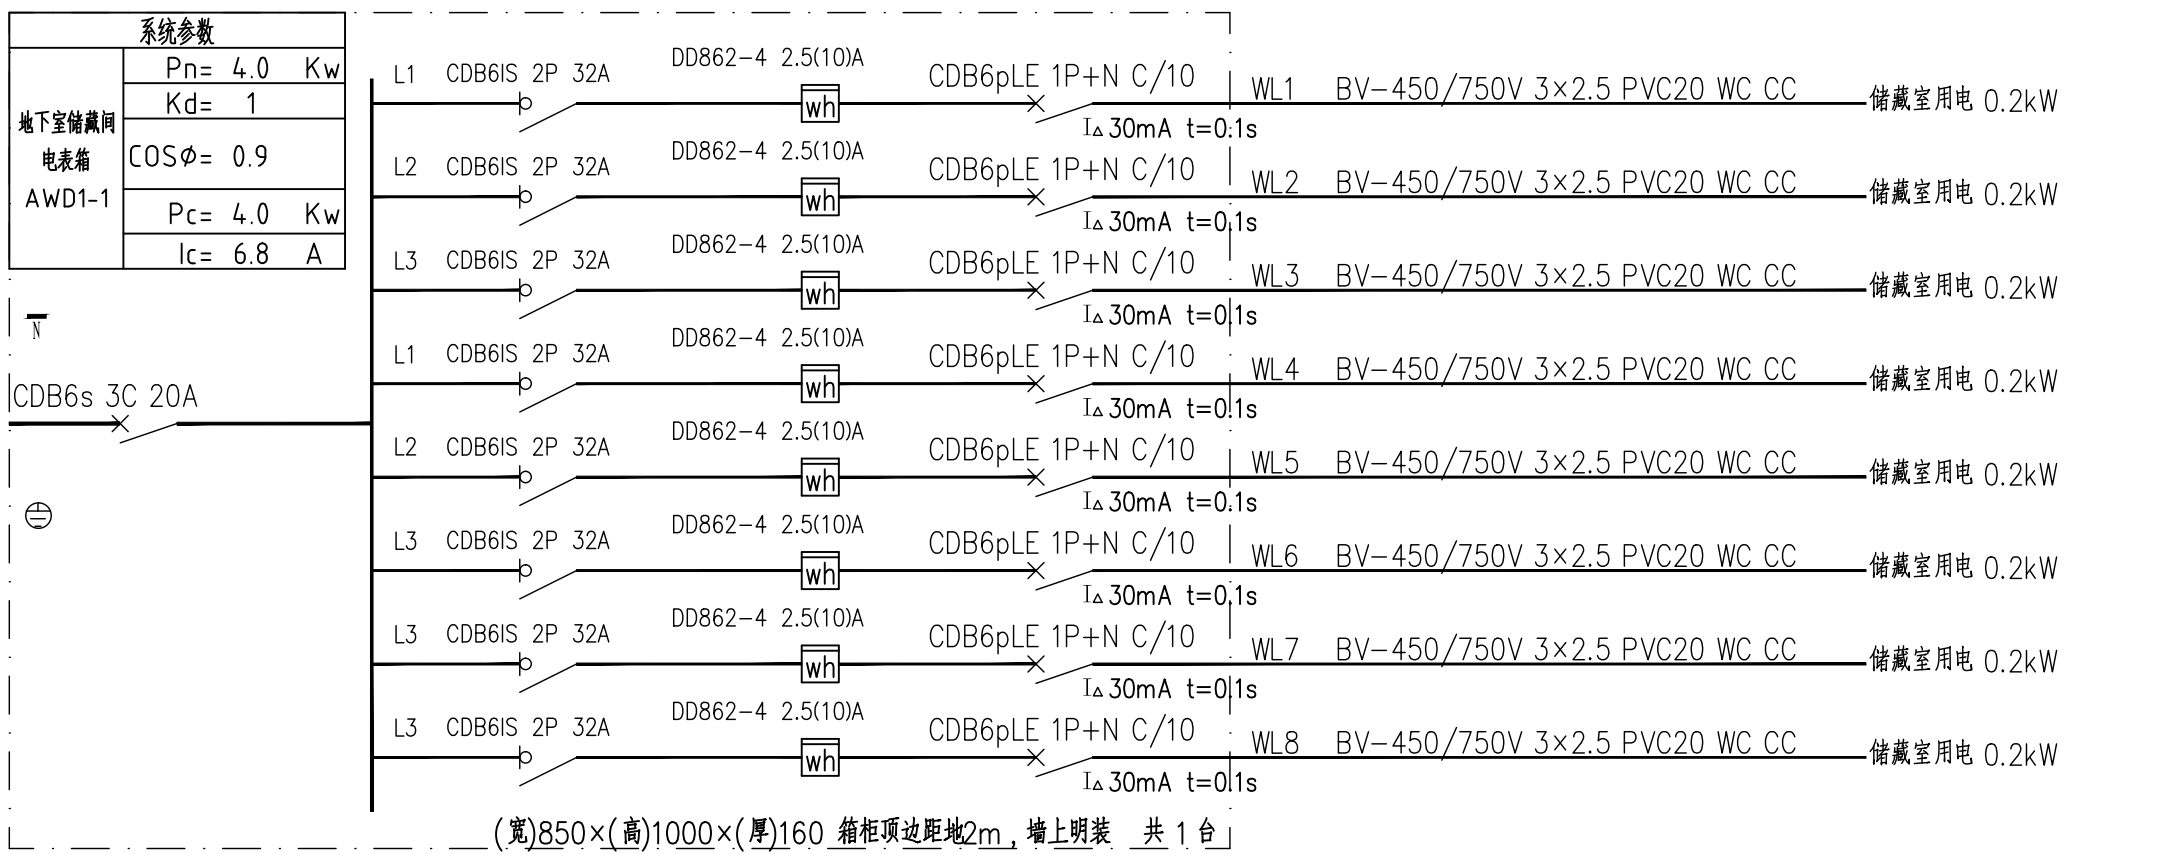 系统参数
地下室储藏间
电表箱
AWD1-1
Pn= 4.0 Kw
Kd= 1
COSΦ= 0.9
Pc= 4.0 Kw
Ic= 6.8 A
N
CDB6s 3C 20A
L1 CDB6IS 2P 32A DD862-4 2.5(10)A CDB6pLE 1P+N C/10 WL1 BV-450/750V 3×2.5 PVC20 WC CC 储藏室用电 0.2kW
wh
I△ 30mA t=0.1s
L2 CDB6IS 2P 32A DD862-4 2.5(10)A CDB6pLE 1P+N C/10 WL2 BV-450/750V 3×2.5 PVC20 WC CC 储藏室用电 0.2kW
wh
I△ 30mA t=0.1s
L3 CDB6IS 2P 32A DD862-4 2.5(10)A CDB6pLE 1P+N C/10 WL3 BV-450/750V 3×2.5 PVC20 WC CC 储藏室用电 0.2kW
wh
I△ 30mA t=0.1s
L1 CDB6IS 2P 32A DD862-4 2.5(10)A CDB6pLE 1P+N C/10 WL4 BV-450/750V 3×2.5 PVC20 WC CC 储藏室用电 0.2kW
wh
I△ 30mA t=0.1s
L2 CDB6IS 2P 32A DD862-4 2.5(10)A CDB6pLE 1P+N C/10 WL5 BV-450/750V 3×2.5 PVC20 WC CC 储藏室用电 0.2kW
wh
I△ 30mA t=0.1s
L3 CDB6IS 2P 32A DD862-4 2.5(10)A CDB6pLE 1P+N C/10 WL6 BV-450/750V 3×2.5 PVC20 WC CC 储藏室用电 0.2kW
wh
I△ 30mA t=0.1s
L3 CDB6IS 2P 32A DD862-4 2.5(10)A CDB6pLE 1P+N C/10 WL7 BV-450/750V 3×2.5 PVC20 WC CC 储藏室用电 0.2kW
wh
I△ 30mA t=0.1s
L3 CDB6IS 2P 32A DD862-4 2.5(10)A CDB6pLE 1P+N C/10 WL8 BV-450/750V 3×2.5 PVC20 WC CC 储藏室用电 0.2kW
wh
I△ 30mA t=0.1s
(宽)850×(高)1000×(厚)160 箱柜顶边距地2m，墙上明装 共 1 台